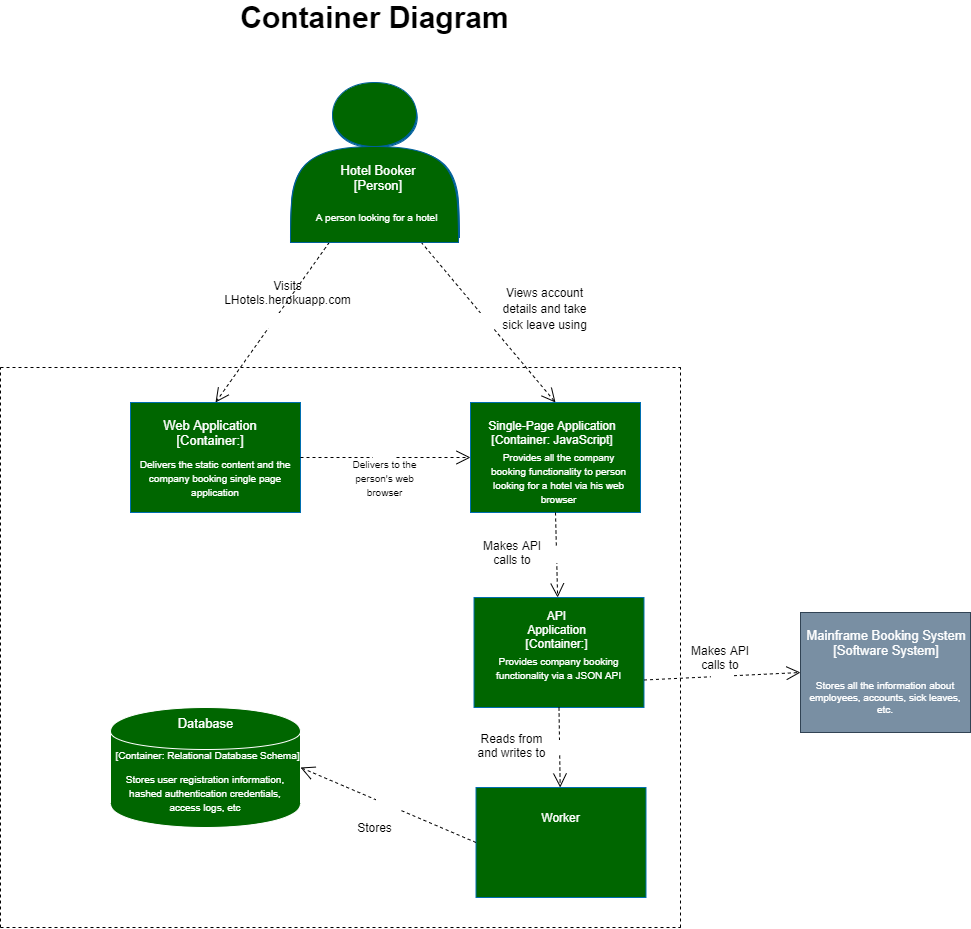 Container Diagram
Hotel Booker
[Person]
A person looking for a hotel
Visits
LHotels.herokuapp.com
Views account
details and take
sick leave using
Web Application
[Container:]
Delivers the static content and the
company booking single page
application
Delivers to the
person's web
browser
Single-Page Application
[Container: JavaScript]
Provides all the company
booking functionality to person
looking for a hotel via his web
browser
Makes API
calls to
API
Application
[Container:]
Provides company booking
functionality via a JSON API
Makes API
calls to
Mainframe Booking System
[Software System]
Stores all the information about
employees, accounts, sick leaves,
etc.
Reads from
and writes to
Database
[Container: Relational Database Schema]
Stores user registration information,
hashed authentication credentials,
access logs, etc
Stores
Worker